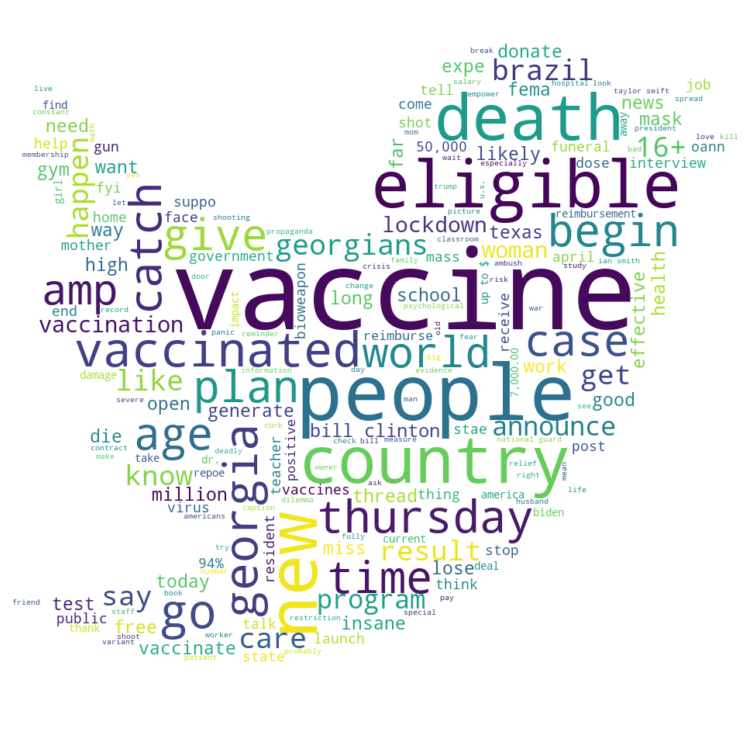 break
donate
taylor swift
hospital look
salary
live
brazil
expe
fema
job
constant
tell
empower
spread
find
come
death
news
away
president
need
math
mom
mask
shot
love
kill
help
gun
50,000
especially
funeral
bad
16+
oann
membership
yes
wait
likely
far
dose
interview
gym
want
happen
trump
u.s.
eligible
girl
fyi
let
catch
suppo
picture
reimbursement
home
face
shooting
lockdown
texas
begin
way
give
propaganda
classroom
mother
government
georgians
mass
woman
april
ian smith
door
family
up to $
ambush
study
high
crisis
vaccine
health
change
risk
amp
end
record
impact
bioweapon
long
school
psychological
war
receive
effective
vaccination
panic
reminder
reimburse
old
fear
case
damage
information
vaccinated
world
big
work
evidence
day
7.000.00
get
like
severe
curb
plan
people
man
see
open
generate
good
contract
make
age
bill clinton
stae
announce
die
deadly
positive
check
bill
measure
national guard
post
take
dr.
teacher
owner
relief
mean
know
repoe
georgia
country
ask
right
million
vaccines
thread
thing
america
life
americans
caption
dilemma
husband
virus
resident
new
thursday
biden
try
fully
current
miss
result
stop
94%
lose
deal
time
think
today
book
number
friend
test
say
go
staff
program
pay
public
free
restriction
special
insane
thank
talk
launch
shoot
variant
worker
care
vaccinate
state
probably
patient